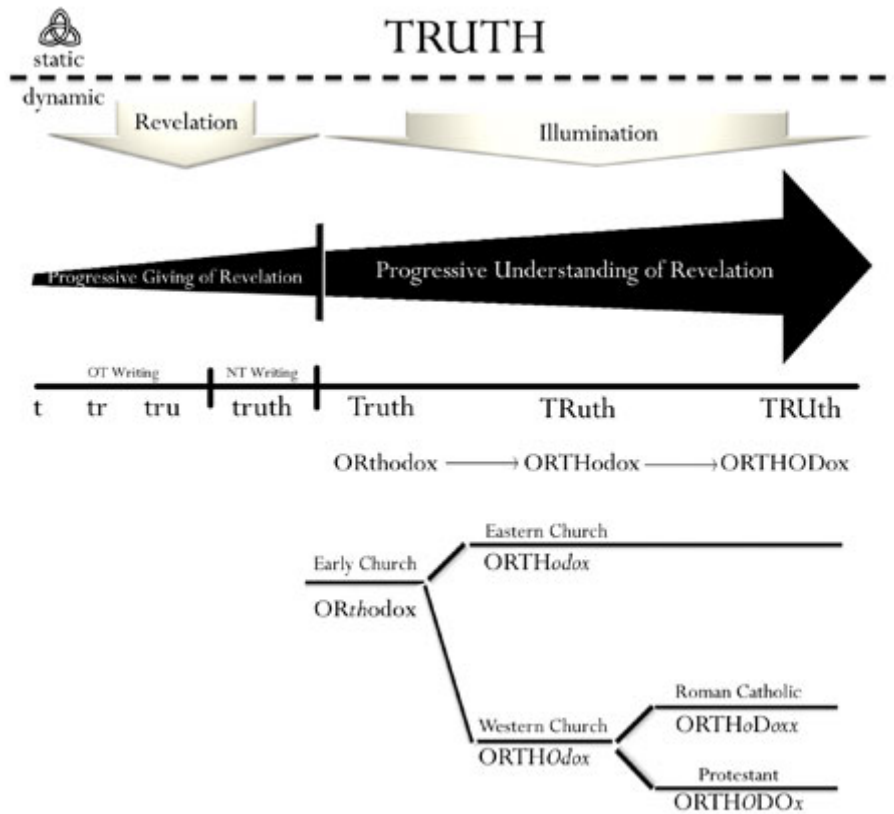 TRUTH
static
dynamic
Revelation
Illumination
Progressive Giving of Revelation
Progressive Understanding of Revelation
OT Writing NT Writing
t tr tru truth Truth TRuth TRUth
ORthodox ORTHodox ORTHODox
Eastern Church
ORTHodox
Early Church
ORthodox
Roman Catholic
ORTHoDoxx
Western Church
ORTHOdox
Protestant
ORTHODOx